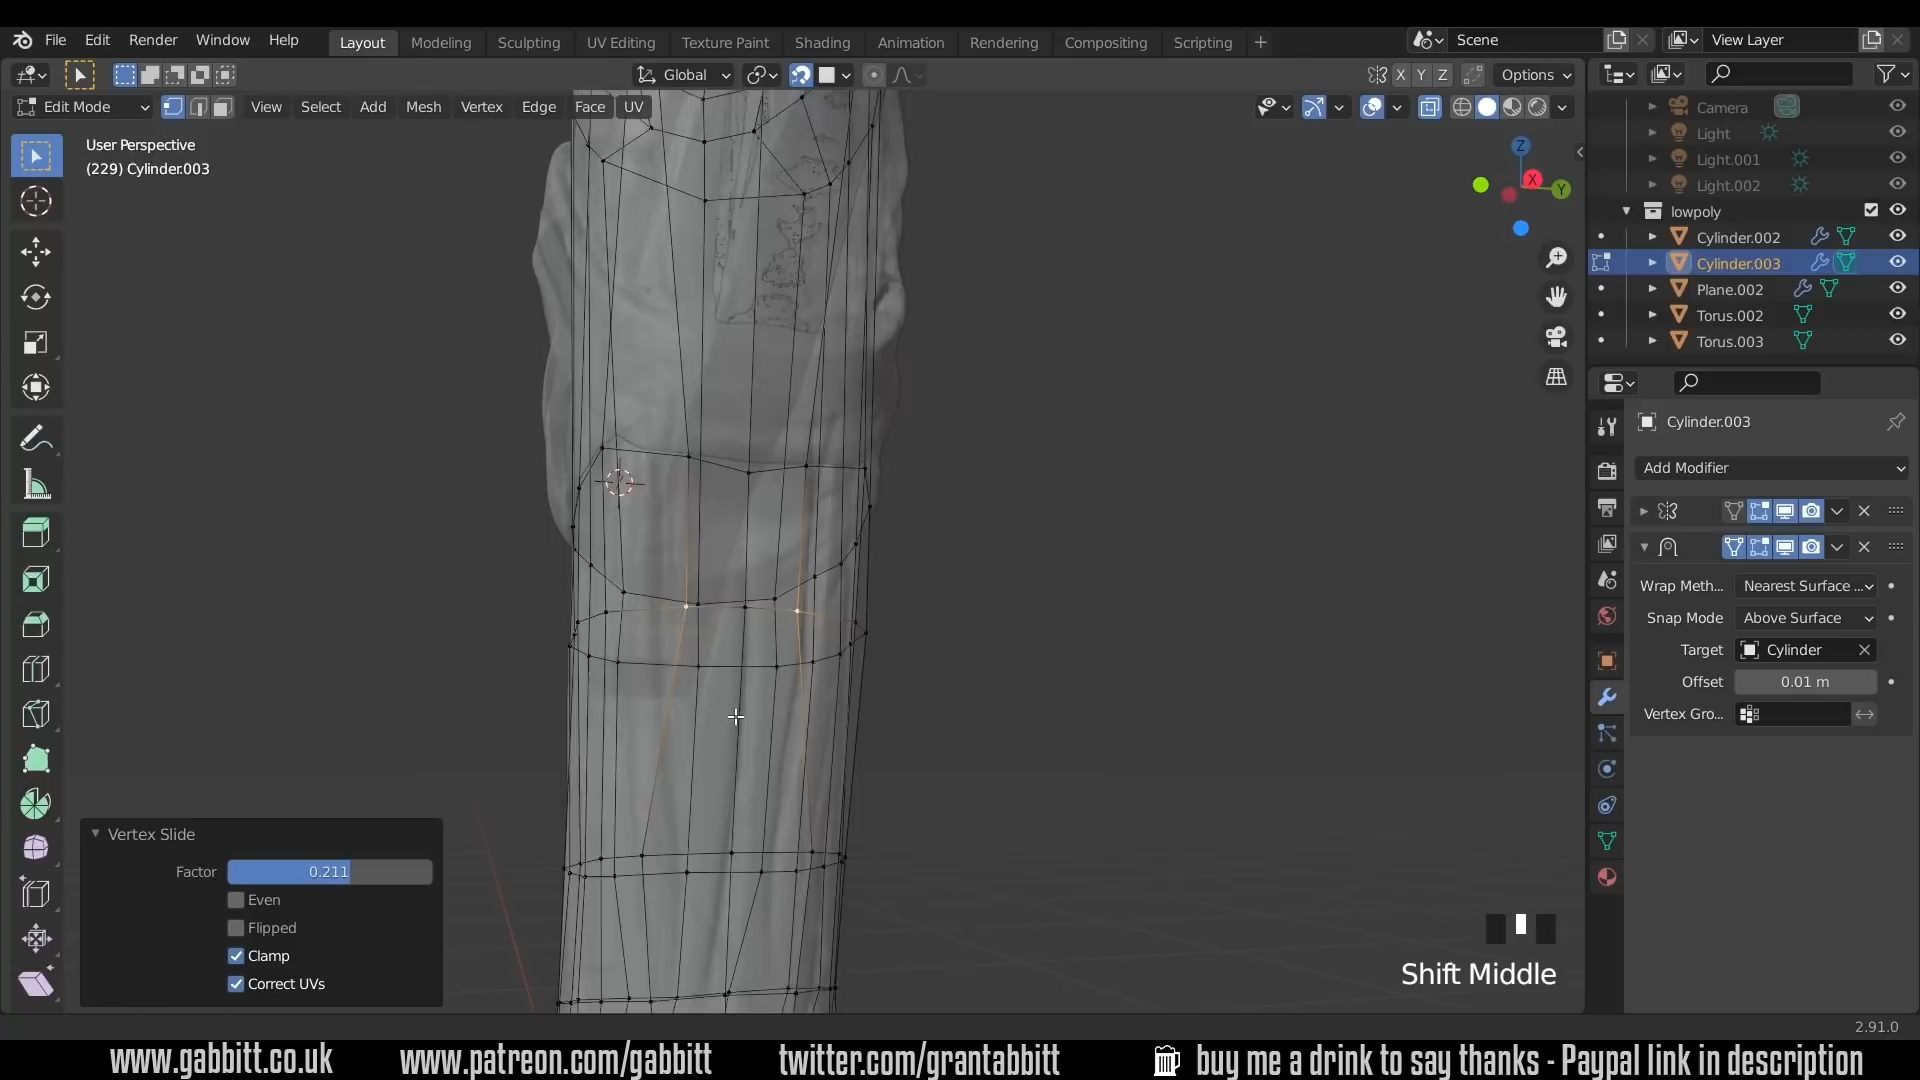 File Edit Render Window Help Layout Modeling Sculpting UV Editing Texture Paint Shading Animation Rendering Compositing Scripting + Scene View Layer
Global X Y Z Options
Edit Mode View Select Add Mesh Vertex Edge Face UV
User Perspective
(229) Cylinder.003
Z
X
Y
Camera
Light
Light.001
Light.002
lowpoly
Cylinder.002
Cylinder.003
Plane.002
Torus.002
Torus.003
Cylinder.003
Add Modifier
Wrap Meth... Nearest Surface ...
Snap Mode Above Surface
Target Cylinder
Offset 0.01 m
Vertex Gro...
Vertex Slide
Factor 0.211
Even
Flipped
Clamp
Correct UVs
Shift Middle
2.91.0
www.gabbitt.co.uk www.patreon.com/gabbitt twitter.com/grantabbitt buy me a drink to say thanks - Paypal link in description